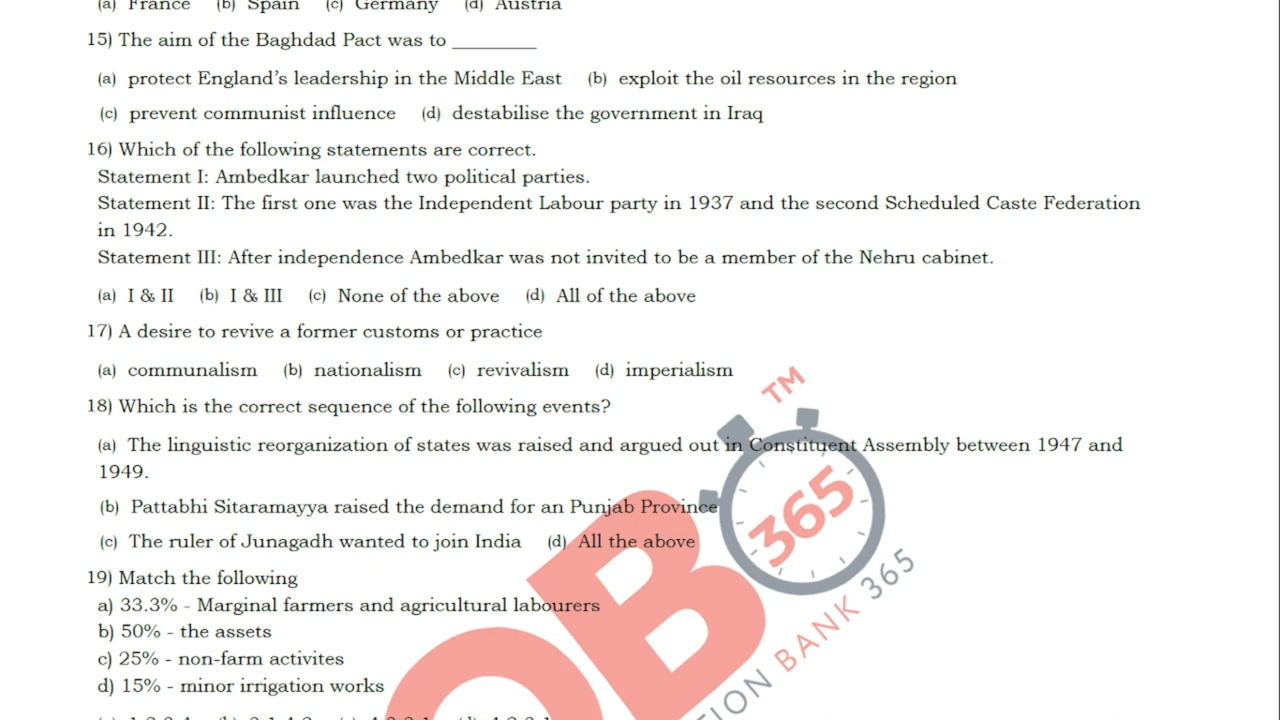 (a) France (b) Spain (c) Germany (d) Austria
15) The aim of the Baghdad Pact was to _________
(a) protect England's leadership in the Middle East (b) exploit the oil resources in the region
(c) prevent communist influence (d) destabilise the government in Iraq
16) Which of the following statements are correct.
Statement I: Ambedkar launched two political parties.
Statement II: The first one was the Independent Labour party in 1937 and the second Scheduled Caste Federation
in 1942.
Statement III: After independence Ambedkar was not invited to be a member of the Nehru cabinet.
(a) I & II (b) I & III (c) None of the above (d) All of the above
17) A desire to revive a former customs or practice
(a) communalism (b) nationalism (c) revivalism (d) imperialism
18) Which is the correct sequence of the following events?
(a) The linguistic reorganization of states was raised and argued out in Constituent Assembly between 1947 and
1949.
(b) Pattabhi Sitaramayya raised the demand for an Punjab Province
(c) The ruler of Junagadh wanted to join India (d) All the above
19) Match the following
a) 33.3% - Marginal farmers and agricultural labourers
b) 50% - the assets
c) 25% - non-farm activites
d) 15% - minor irrigation works
TM
365
BANK 365